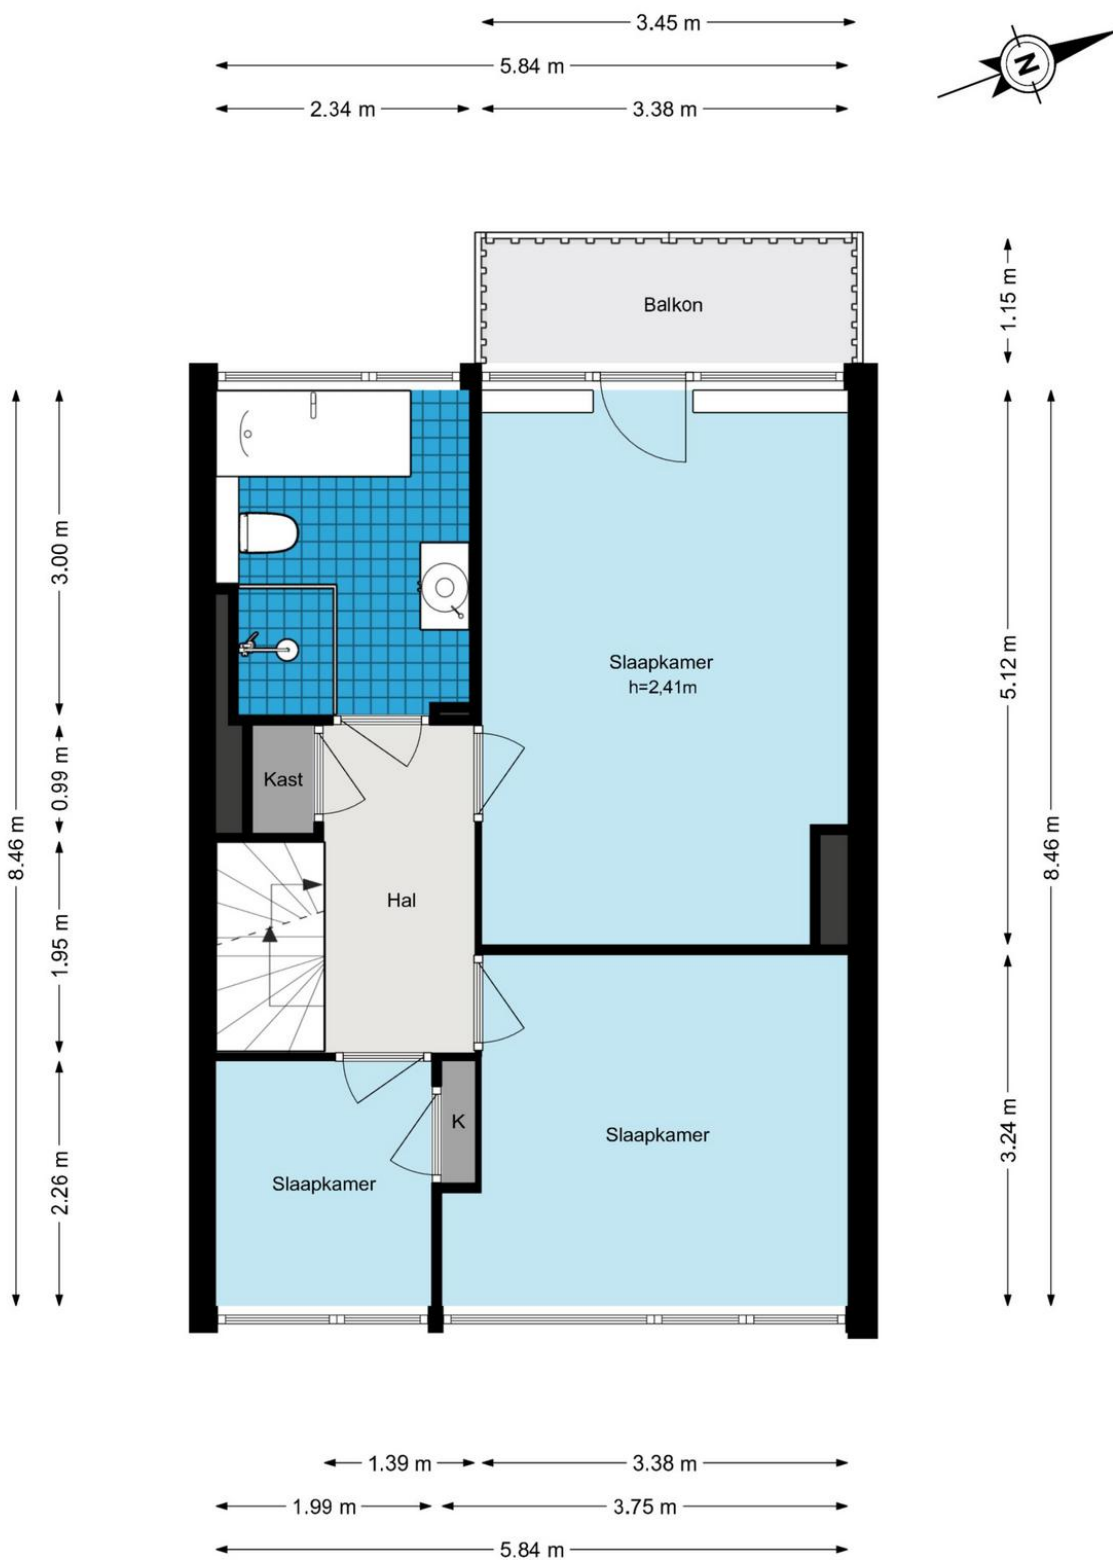 3.45 m
5.84 m
2.34 m
3.38 m
N
1.15 m
Balkon
3.00 m
5.12 m
Slaapkamer
h=2,41m
0.99 m
Kast
8.46 m
8.46 m
Hal
1.95 m
2.26 m
K
3.24 m
Slaapkamer
Slaapkamer
1.39 m
3.38 m
1.99 m
3.75 m
5.84 m